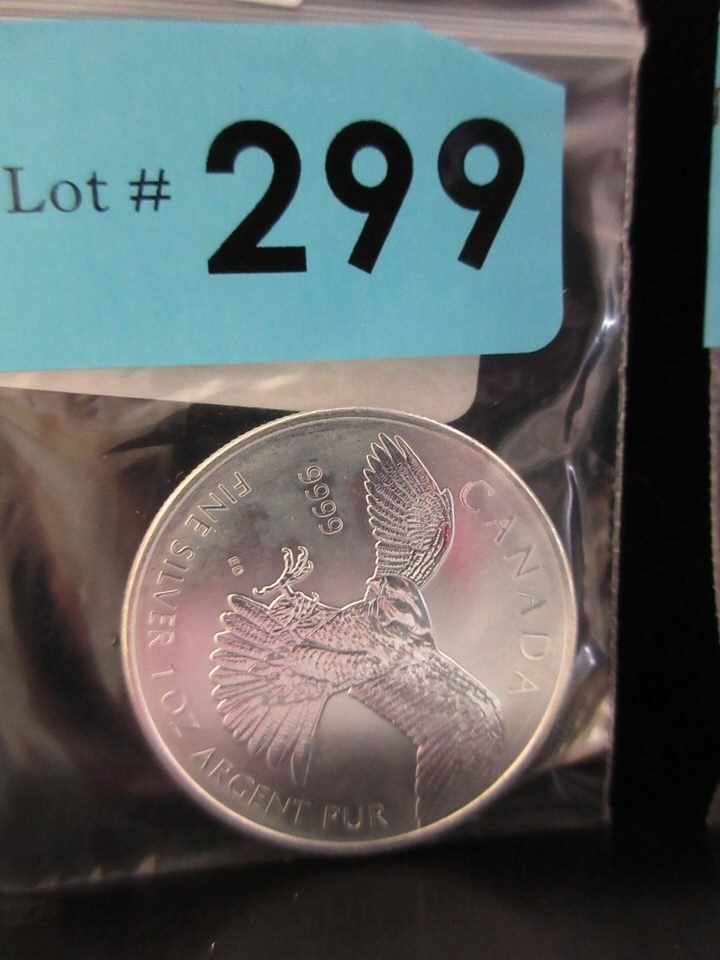 Lot # 299
CANADA
9999
FINE SILVER 1 OZ ARGENT PUR